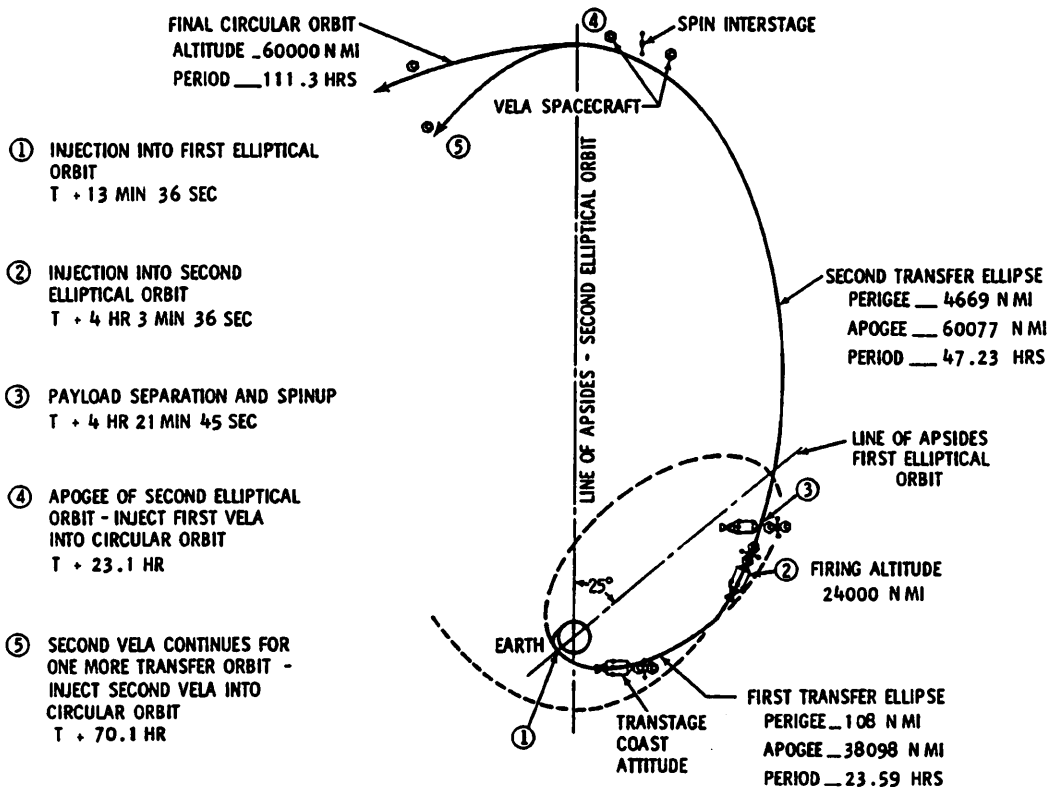 FINAL CIRCULAR ORBIT
ALTITUDE _60000 N MI
PERIOD __111.3 HRS
④
SPIN INTERSTAGE
VELA SPACECRAFT
⑤
① INJECTION INTO FIRST ELLIPTICAL
ORBIT
T + 13 MIN 36 SEC
② INJECTION INTO SECOND
ELLIPTICAL ORBIT
T + 4 HR 3 MIN 36 SEC
③ PAYLOAD SEPARATION AND SPINUP
T + 4 HR 21 MIN 45 SEC
④ APOGEE OF SECOND ELLIPTICAL
ORBIT - INJECT FIRST VELA
INTO CIRCULAR ORBIT
T + 23.1 HR
⑤ SECOND VELA CONTINUES FOR
ONE MORE TRANSFER ORBIT -
INJECT SECOND VELA INTO
CIRCULAR ORBIT
T + 70.1 HR
LINE OF APSIDES - SECOND ELLIPTICAL ORBIT
SECOND TRANSFER ELLIPSE
PERIGEE __ 4669 N MI
APOGEE __ 60077 N MI
PERIOD __ 47.23 HRS
LINE OF APSIDES
FIRST ELLIPTICAL
ORBIT
③
② FIRING ALTITUDE
24000 N MI
25°
EARTH
①
TRANSTAGE
COAST
ATTITUDE
FIRST TRANSFER ELLIPSE
PERIGEE_108 N MI
APOGEE_38098 N MI
PERIOD__23.59 HRS